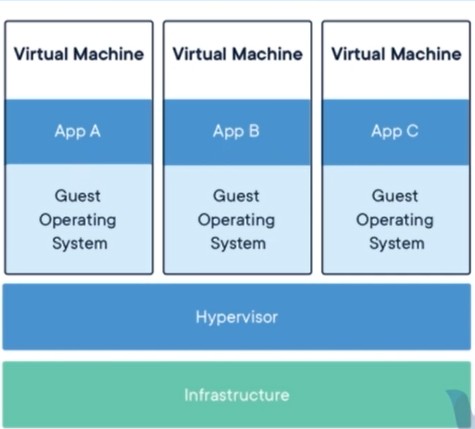 Virtual Machine
Virtual Machine
Virtual Machine
App A
App B
App C
Guest
Operating
System
Guest
Operating
System
Guest
Operating
System
Hypervisor
Infrastructure